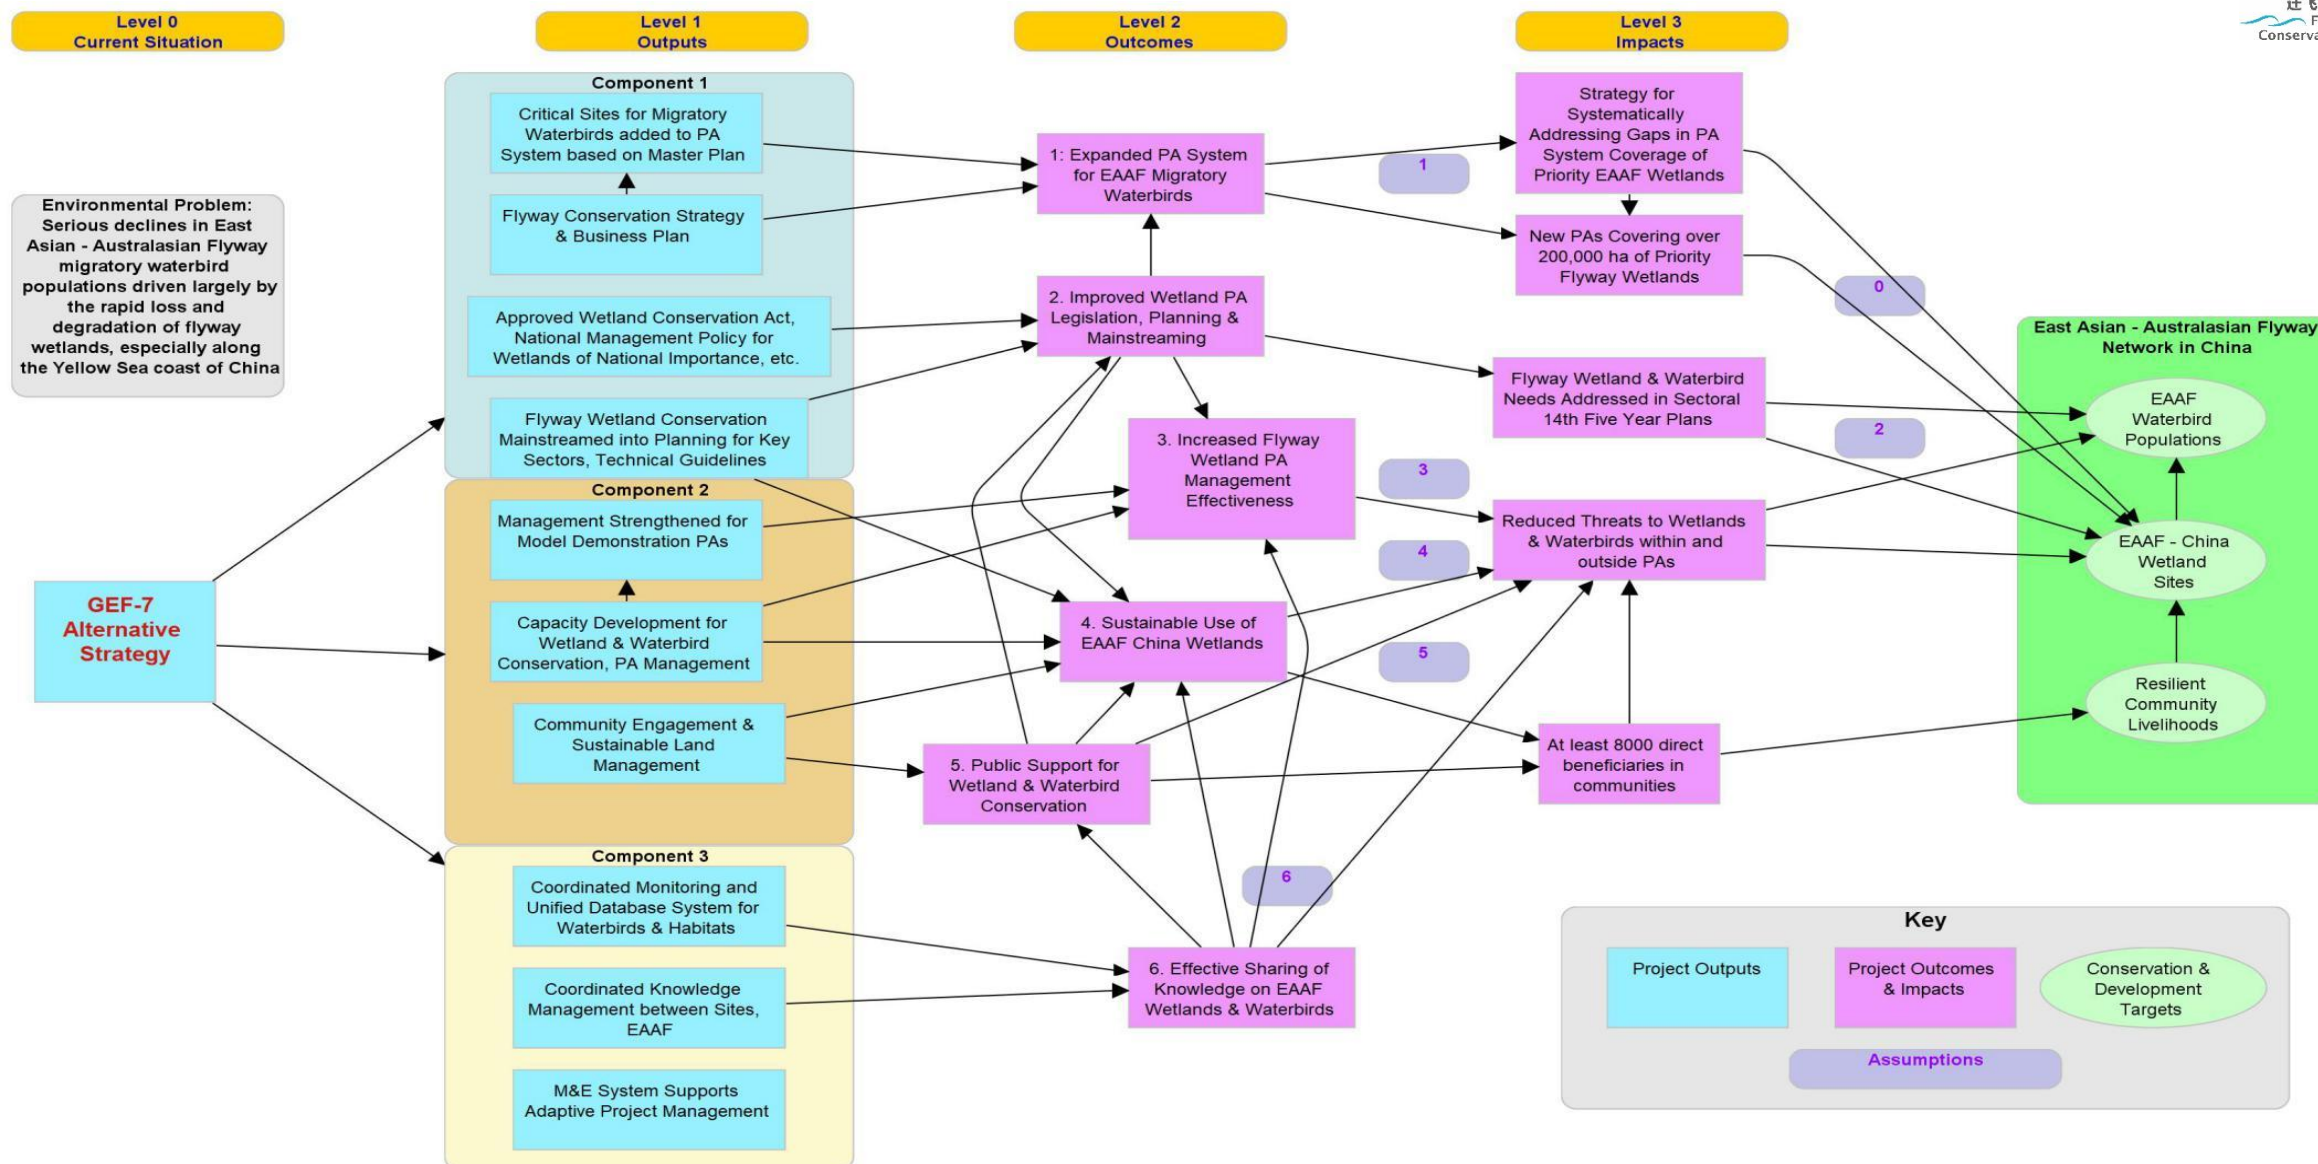 Level 0
Current Situation
Level 1
Outputs
Level 2
Outcomes
Level 3
Impacts
Conserva
Environmental Problem:
Serious declines in East
Asian - Australasian Flyway
migratory waterbird
populations driven largely by
the rapid loss and
degradation of flyway
wetlands, especially along
the Yellow Sea coast of China
GEF-7
Alternative
Strategy
Component 1
Critical Sites for Migratory
Waterbirds added to PA
System based on Master Plan
Flyway Conservation Strategy
& Business Plan
Approved Wetland Conservation Act,
National Management Policy for
Wetlands of National Importance, etc.
Flyway Wetland Conservation
Mainstreamed into Planning for Key
Sectors, Technical Guidelines
Component 2
Management Strengthened for
Model Demonstration PAs
Capacity Development for
Wetland & Waterbird
Conservation, PA Management
Community Engagement &
Sustainable Land
Management
Component 3
Coordinated Monitoring and
Unified Database System for
Waterbirds & Habitats
Coordinated Knowledge
Management between Sites,
EAAF
M&E System Supports
Adaptive Project Management
1: Expanded PA System
for EAAF Migratory
Waterbirds
2. Improved Wetland PA
Legislation, Planning &
Mainstreaming
3. Increased Flyway
Wetland PA
Management
Effectiveness
4. Sustainable Use of
EAAF China Wetlands
5. Public Support for
Wetland & Waterbird
Conservation
6. Effective Sharing of
Knowledge on EAAF
Wetlands & Waterbirds
1
3
4
5
6
Strategy for
Systematically
Addressing Gaps in PA
System Coverage of
Priority EAAF Wetlands
New PAs Covering over
200,000 ha of Priority
Flyway Wetlands
Flyway Wetland & Waterbird
Needs Addressed in Sectoral
14th Five Year Plans
Reduced Threats to Wetlands
& Waterbirds within and
outside PAs
At least 8000 direct
beneficiaries in
communities
0
2
East Asian - Australasian Flyway
Network in China
EAAF
Waterbird
Populations
EAAF - China
Wetland
Sites
Resilient
Community
Livelihoods
Key
Project Outputs
Project Outcomes
& Impacts
Conservation &
Development
Targets
Assumptions